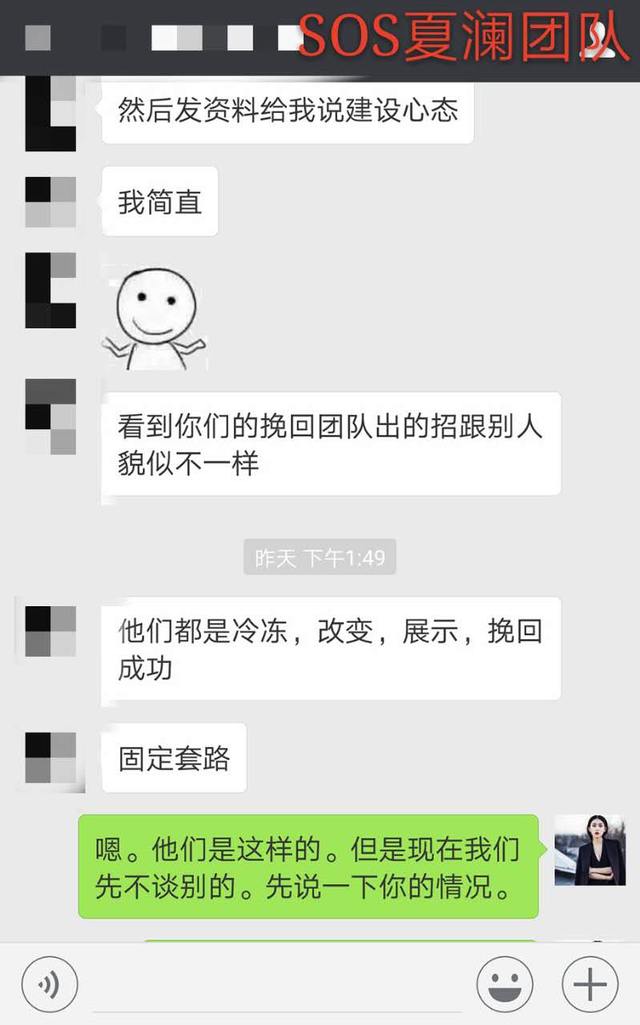 SOS夏澜团队
然后发资料给我说建设心态
我简直
看到你们的挽回团队出的招跟别人
貌似不一样
昨天 下午1:49
他们都是冷冻，改变，展示，挽回
成功
固定套路
嗯。他们是这样的。但是现在我们
先不谈别的。先说一下你的情况。